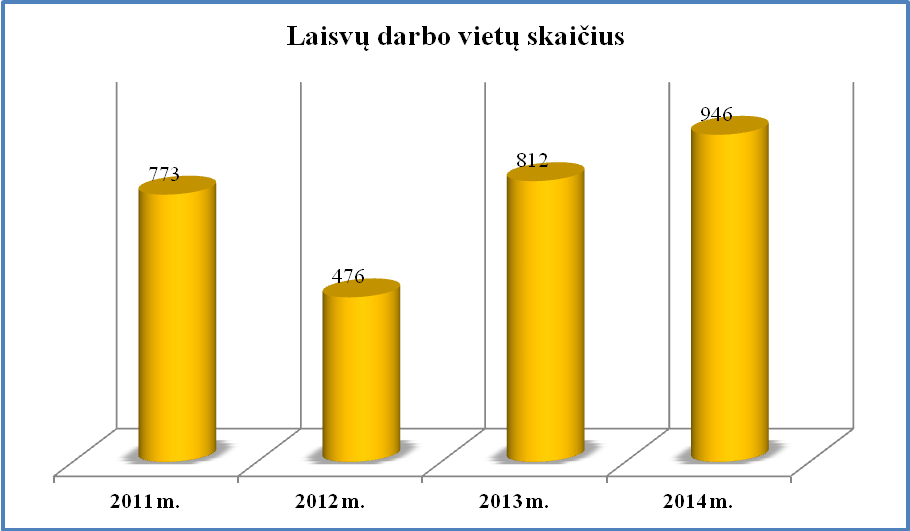 Laisvų darbo vietų skaičius
773
476
812
946
2011 m.
2012 m.
2013 m.
2014 m.